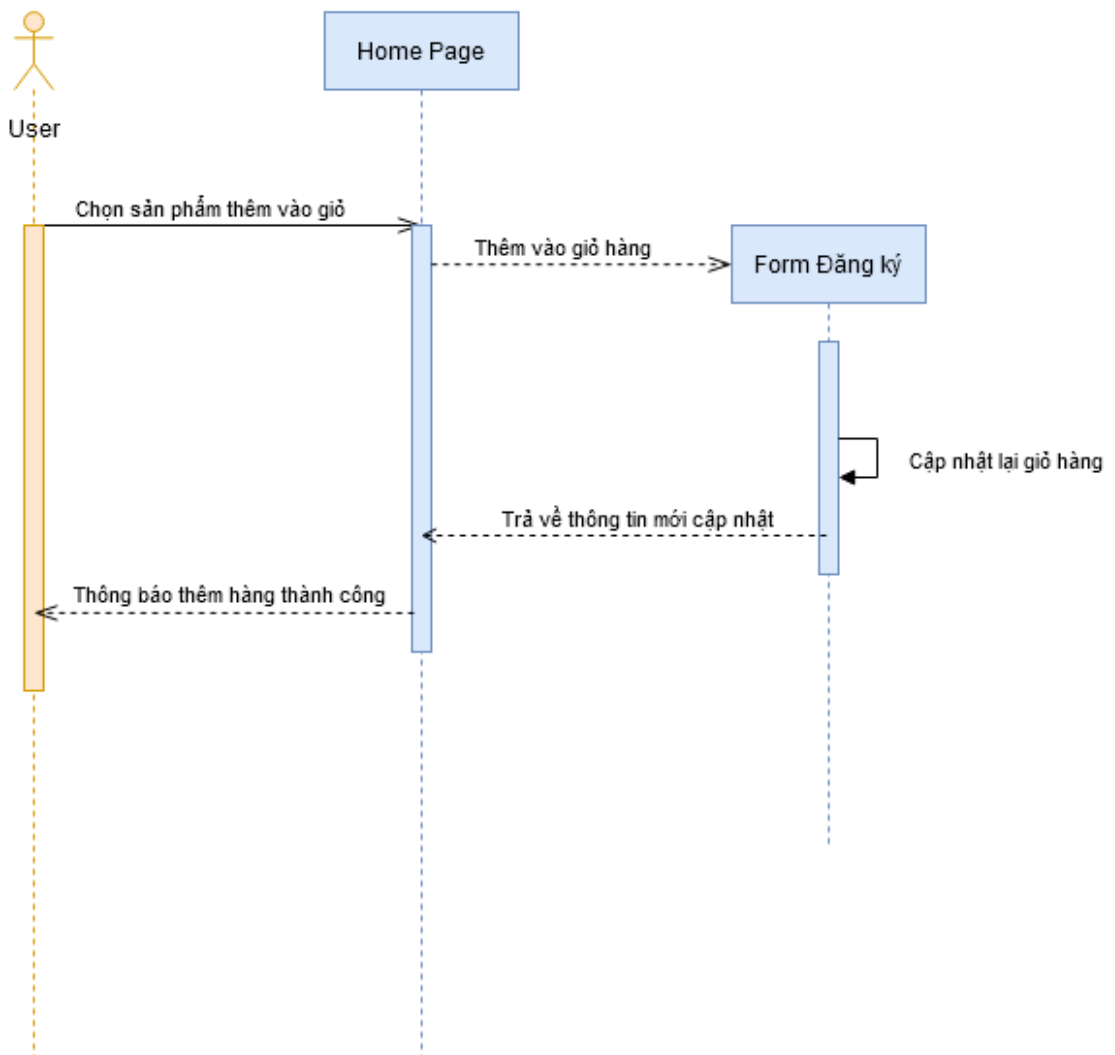 Home Page
User
Chọn sản phẩm thêm vào giỏ
Thêm vào giỏ hàng
Form Đăng ký
Cập nhật lại giỏ hàng
Trả về thông tin mới cập nhật
Thông báo thêm hàng thành công